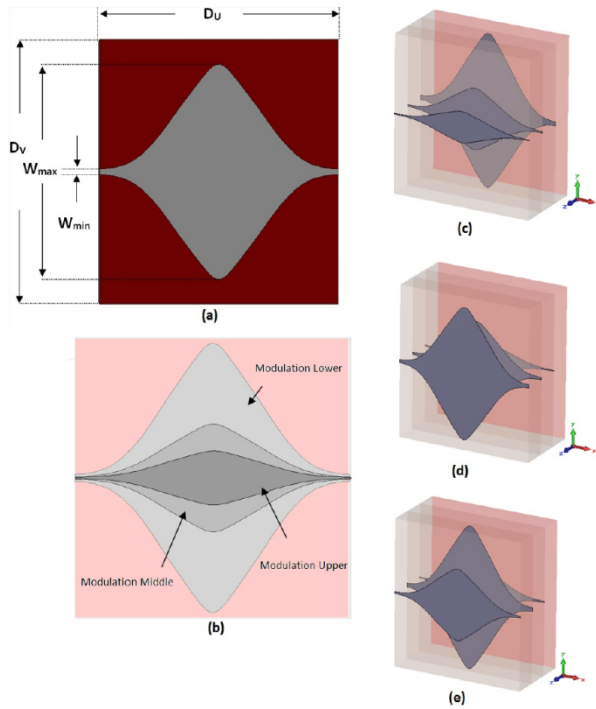 DU
DV
Wmax
Wmin
(a)
Modulation Lower
Modulation Upper
Modulation Middle
(b)
y
z
x
(c)
y
z
x
(d)
y
z
x
(e)